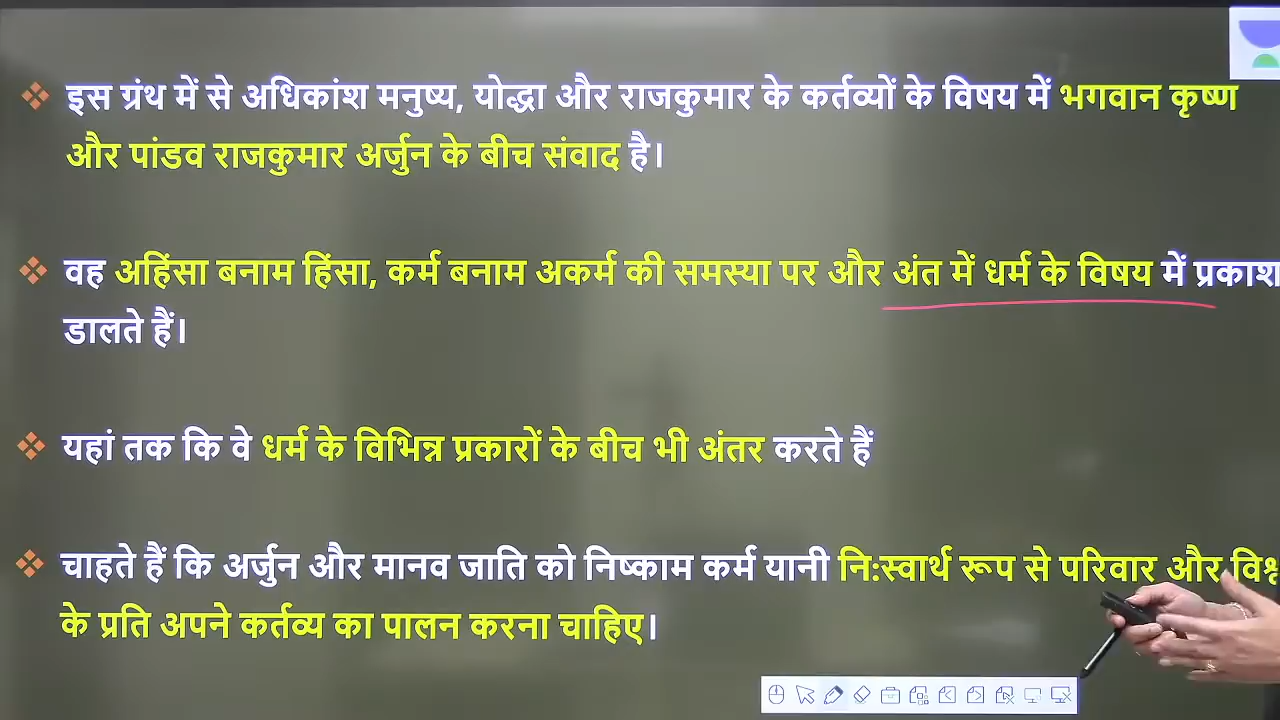 इस ग्रंथ में से अधिकांश मनुष्य, योद्धा और राजकुमार के कर्तव्यों के विषय में भगवान कृष्ण
और पांडव राजकुमार अर्जुन के बीच संवाद है।
वह अहिंसा बनाम हिंसा, कर्म बनाम अकर्म की समस्या पर और अंत में धर्म के विषय में प्रकाश
डालते हैं।
यहां तक कि वे धर्म के विभिन्न प्रकारों के बीच भी अंतर करते हैं
चाहते हैं कि अर्जुन और मानव जाति को निष्काम कर्म यानी नि:स्वार्थ रूप से परिवार और
के प्रति अपने कर्तव्य का पालन करना चाहिए।